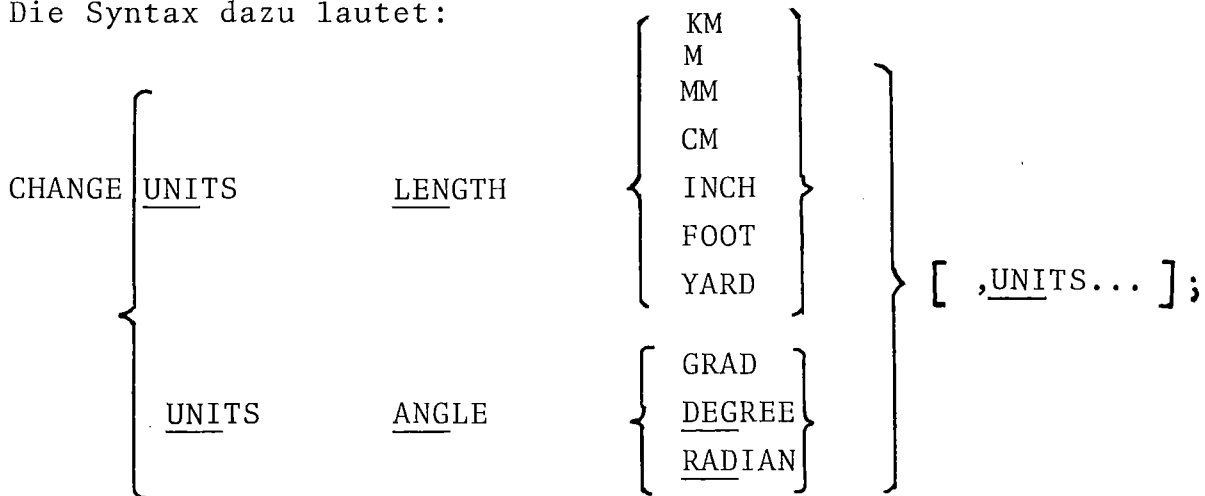 Die Syntax dazu lautet:
KM
M
MM
CM
CHANGE UNITS LENGTH INCH
FOOT
YARD
[ ,UNITS... ];
GRAD
UNITS ANGLE DEGREE
RADIAN